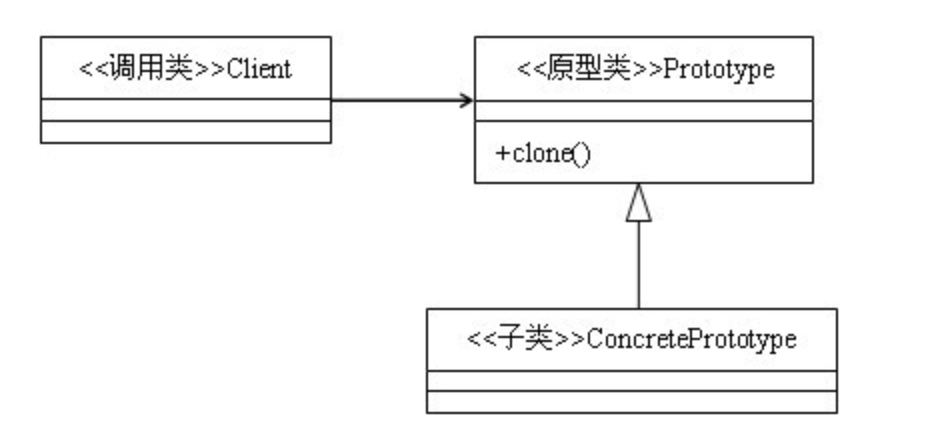 <<调用类>>Client
<<原型类>>Prototype
+clone()
<<子类>>ConcretePrototype